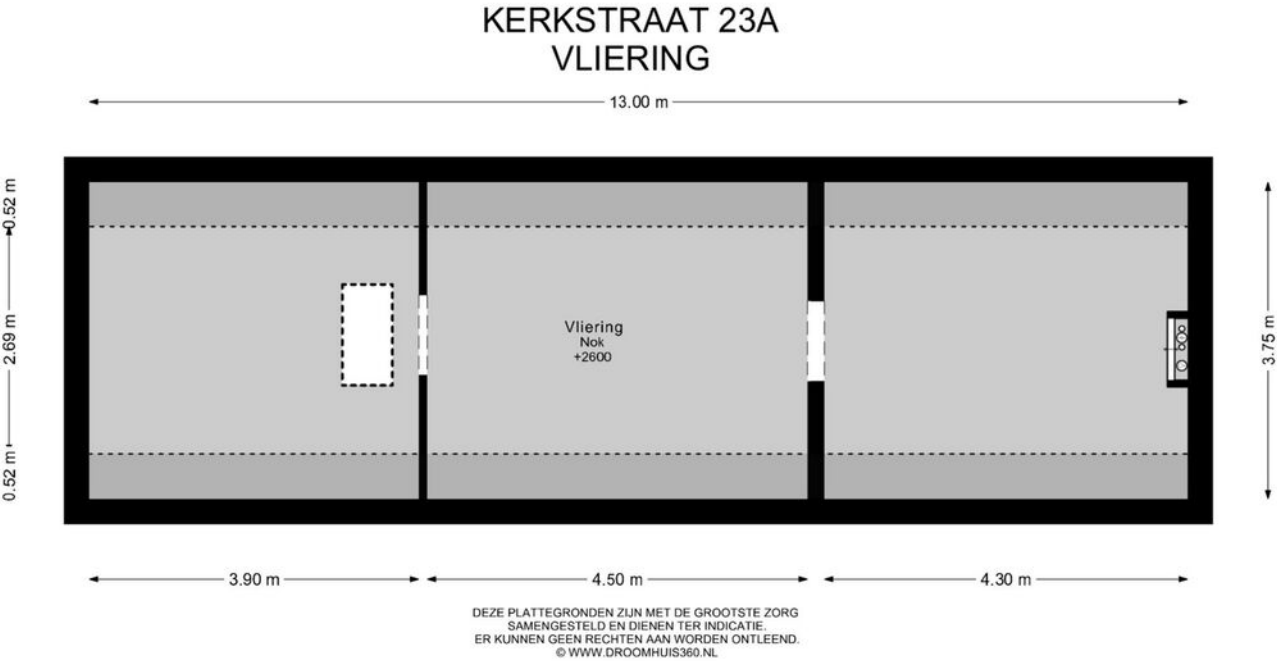 KERKSTRAAT 23A
VLIERING
13.00 m
0.52 m
2.69 m
0.52 m
Vliering
Nok
+2600
3.75 m
3.90 m
4.50 m
4.30 m
DEZE PLATTEGRONDEN ZIJN MET DE GROOTSTE ZORG
SAMENGESTELD EN DIENEN TER INDICATIE.
ER KUNNEN GEEN RECHTEN AAN WORDEN ONTLEEND.
© WWW.DROOMHUIS360.NL